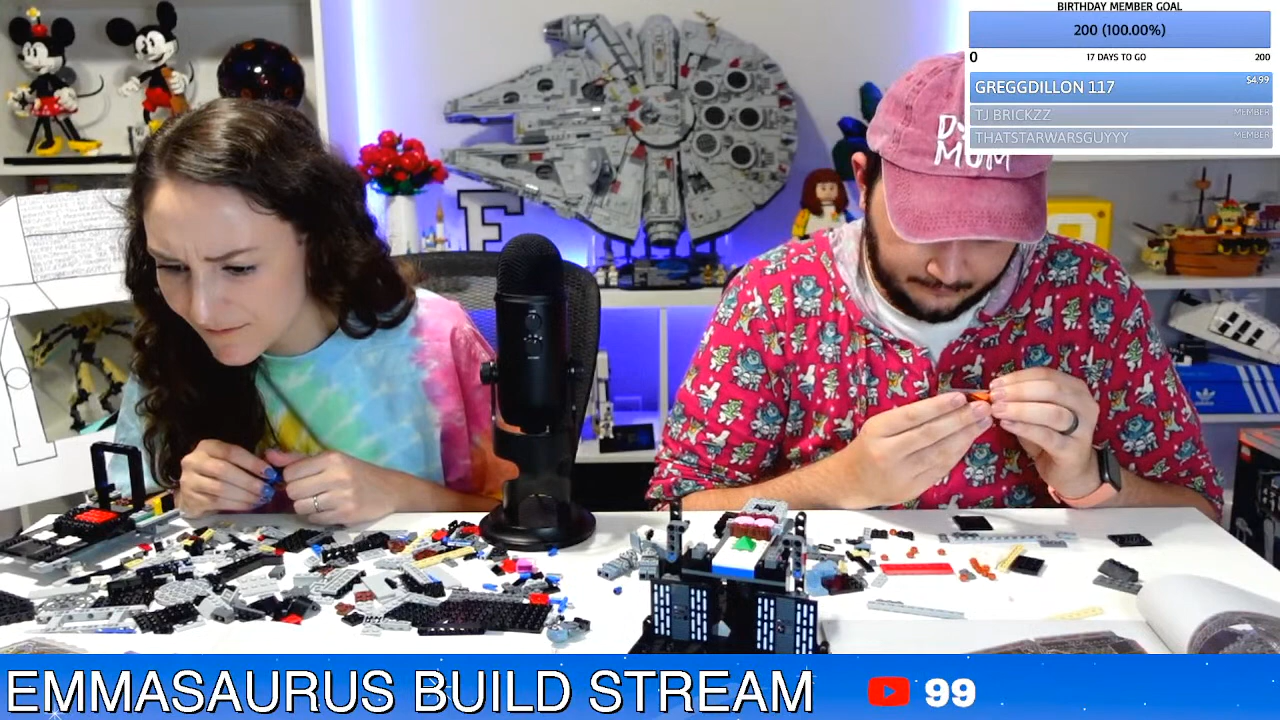 BIRTHDAY MEMBER GOAL
200 (100.00%)
0 17 DAYS TO GO 200
GREGGDILLON 117 $4.99
TJ BRICKZZ MEMBER
THATSTARWARSGUYYY MEMBER
MUM
E
EMMASAURUS BUILD STREAM 99